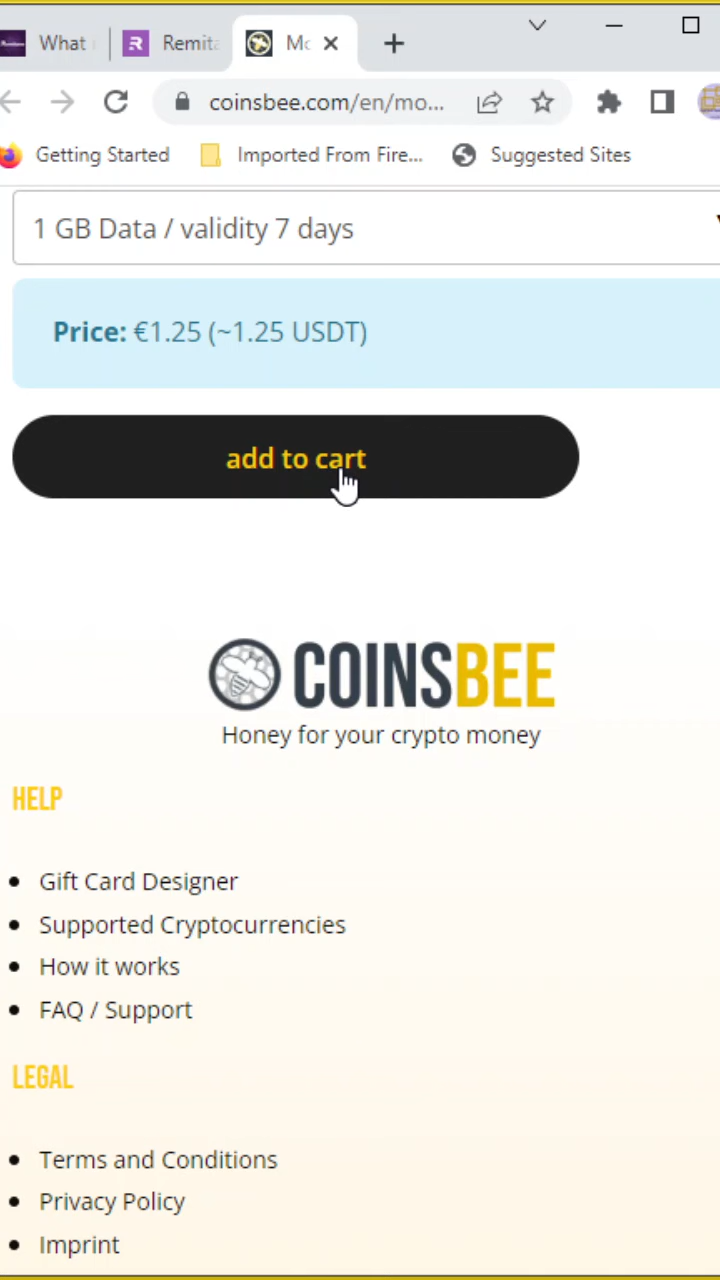 What
Remita
Mo
coinsbee.com/en/mo...
Getting Started
Imported From Fire...
Suggested Sites
1 GB Data / validity 7 days
Price: €1.25 (~1.25 USDT)
add to cart
COINSBEE
Honey for your crypto money
HELP
Gift Card Designer
Supported Cryptocurrencies
How it works
FAQ / Support
LEGAL
Terms and Conditions
Privacy Policy
Imprint